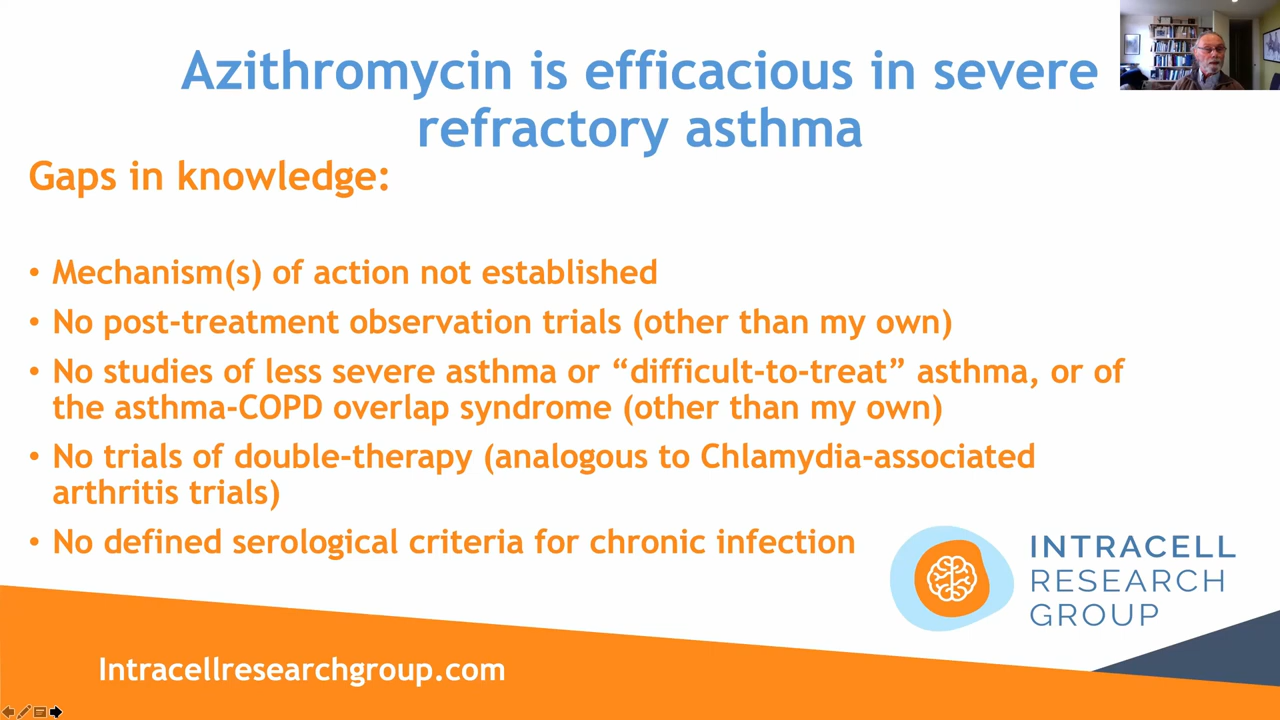 Azithromycin is efficacious in severe
refractory asthma
Gaps in knowledge:
• Mechanism(s) of action not established
• No post-treatment observation trials (other than my own)
• No studies of less severe asthma or “difficult-to-treat” asthma, or of
the asthma-COPD overlap syndrome (other than my own)
• No trials of double-therapy (analogous to Chlamydia-associated
arthritis trials)
• No defined serological criteria for chronic infection
INTRACELL
RESEARCH
GROUP
Intracellresearchgroup.com